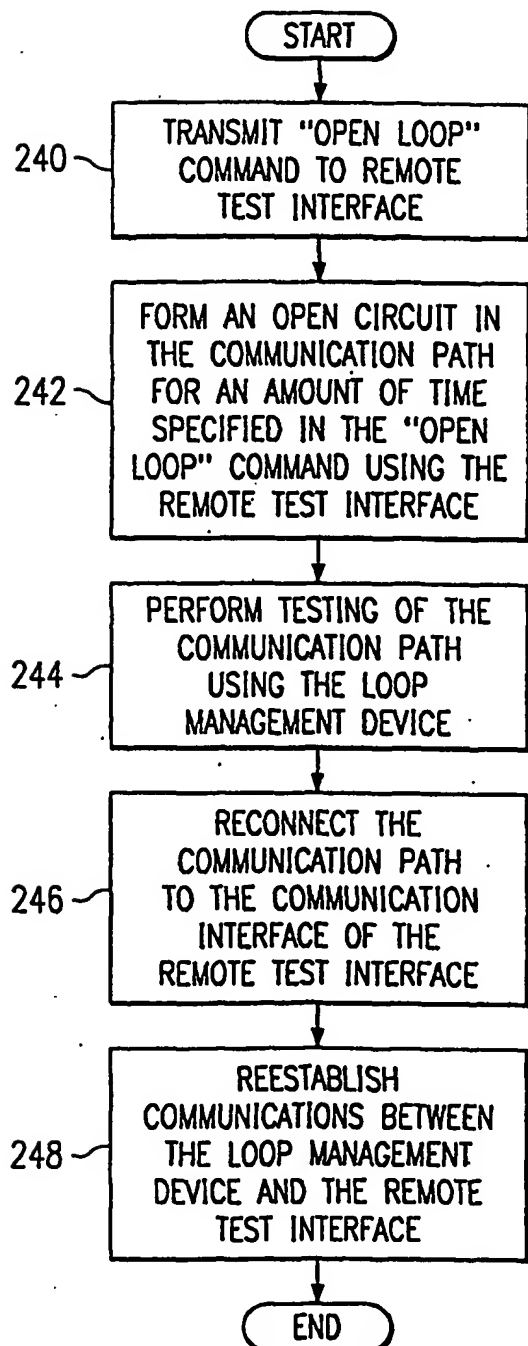 START
240
TRANSMIT "OPEN LOOP"
COMMAND TO REMOTE
TEST INTERFACE
242
FORM AN OPEN CIRCUIT IN
THE COMMUNICATION PATH
FOR AN AMOUNT OF TIME
SPECIFIED IN THE "OPEN
LOOP" COMMAND USING THE
REMOTE TEST INTERFACE
244
PERFORM TESTING OF THE
COMMUNICATION PATH
USING THE LOOP
MANAGEMENT DEVICE
246
RECONNECT THE
COMMUNICATION PATH
TO THE COMMUNICATION
INTERFACE OF THE
REMOTE TEST INTERFACE
248
REESTABLISH
COMMUNICATIONS BETWEEN
THE LOOP MANAGEMENT
DEVICE AND THE REMOTE
TEST INTERFACE
END